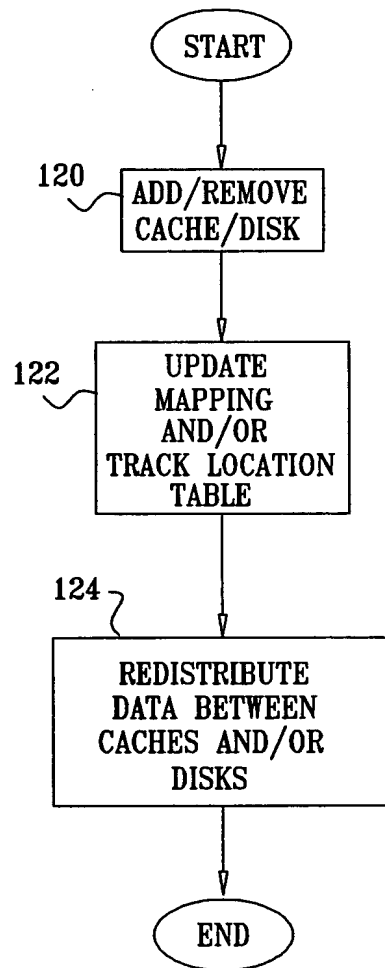 START
120
ADD/REMOVE
CACHE/DISK
122
UPDATE
MAPPING
AND/OR
TRACK LOCATION
TABLE
124
REDISTRIBUTE
DATA BETWEEN
CACHES AND/OR
DISKS
END